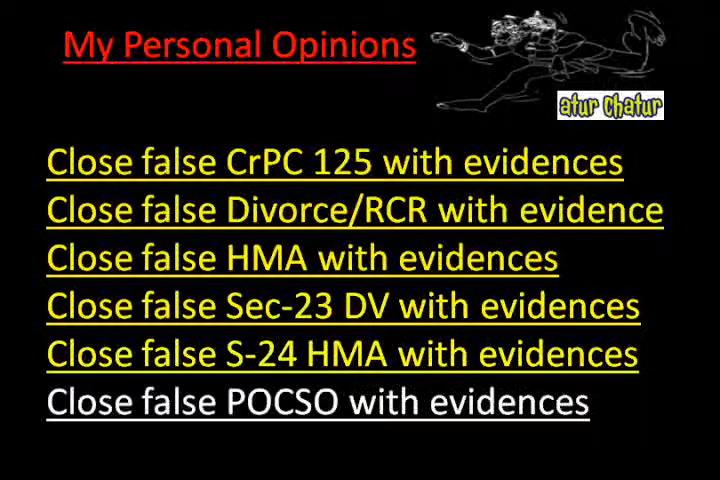 My Personal Opinions
atur chatur
Close false CrPC 125 with evidences
Close false Divorce/RCR with evidence
Close false HMA with evidences
Close false Sec-23 DV with evidences
Close false S-24 HMA with evidences
Close false POCSO with evidences